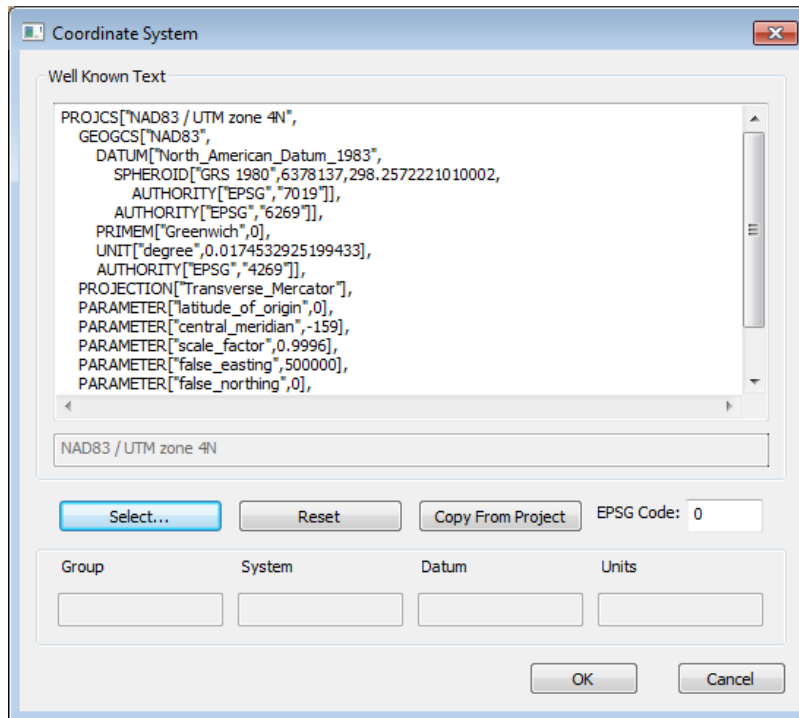 Coordinate System
Well Known Text
PROJCS["NAD83 / UTM zone 4N",
GEOGCS["NAD83",
DATUM["North_American_Datum_1983",
SPHEROID["GRS 1980",6378137,298.2572221010002,
AUTHORITY["EPSG","7019"]],
AUTHORITY["EPSG","6269"]],
PRIMEM["Greenwich",0],
UNIT["degree",0.0174532925199433],
AUTHORITY["EPSG","4269"]],
PROJECTION["Transverse_Mercator"],
PARAMETER["latitude_of_origin",0],
PARAMETER["central_meridian",-159],
PARAMETER["scale_factor",0.9996],
PARAMETER["false_easting",500000],
PARAMETER["false_northing",0],
NAD83 / UTM zone 4N
Select... Reset Copy From Project EPSG Code: 0
Group System Datum Units
OK Cancel